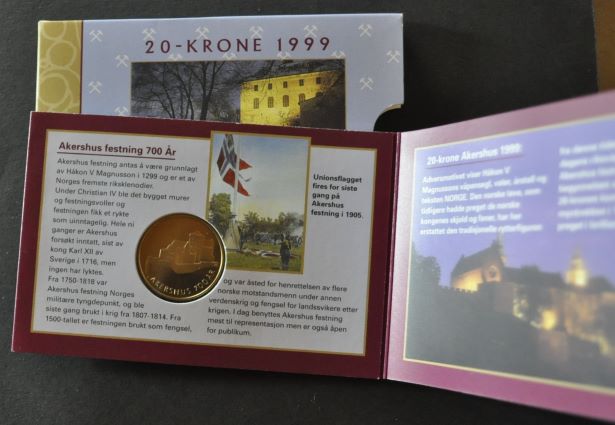 20-KRONE 1999
Akershus festning 700 År
Akershus festning antas å være grunnlagt
av Håkon V Magnusson i 1299 og er et av
Norges fremste riksklenodier.
Under Christian IV ble det bygget murer
og festningsvoller og
festningen fikk et rykte
som uinntagelig. Hele ni
ganger er Akershus
forsøkt inntatt, sist av
kong Karl XII av
Sverige i 1716, men
ingen har lyktes.
Fra 1750-1818 var
Akershus festning Norges
militære tyngdepunkt, og ble
siste gang brukt i krig fra 1807-1814. Fra
1500-tallet er festningen brukt som fengsel,
Unionsflagget
fires for siste
gang på
Akershus
festning i 1905.
AKERSHUS 700 ÅR
og var åsted for henrettelsen av flere
norske motstandsmenn under annen
verdenskrig og fengsel for landssvikere etter
krigen. I dag benyttes Akershus festning
mest til representasjon men er også åpen
for publikum.
20-krone Akershus 1999:
Adversmotivet viser Håkon V
Magnussons våpensegl, valør, årstall og
teksten NORGE. Den norske løve, som
tidligere hadde preget de norske
kongenes skjold og faner, har her
erstattet den tradisjonelle rytterfiguren